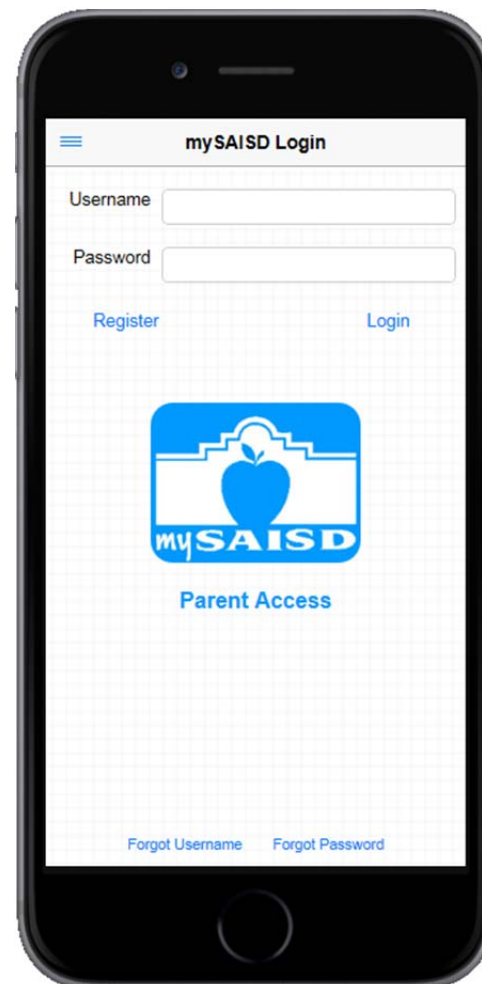 mySAISD Login
Username
Password
Register Login
mySAISD
Parent Access
Forgot Username Forgot Password